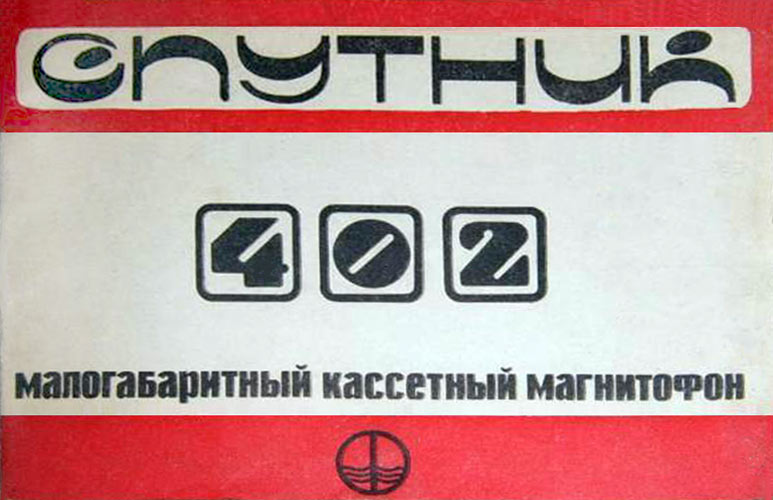 СПУТНИК
402
малогабаритный кассетный магнитофон